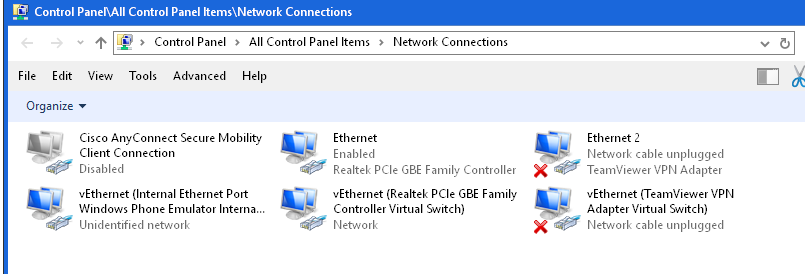 Control Panel\All Control Panel Items\Network Connections
Control Panel > All Control Panel Items > Network Connections
File Edit View Tools Advanced Help
Organize
Cisco AnyConnect Secure Mobility
Client Connection
Disabled
Ethernet
Enabled
Realtek PCIe GBE Family Controller
Ethernet 2
Network cable unplugged
TeamViewer VPN Adapter
vEthernet (Internal Ethernet Port
Windows Phone Emulator Interna...
Unidentified network
vEthernet (Realtek PCIe GBE Family
Controller Virtual Switch)
Network
vEthernet (TeamViewer VPN
Adapter Virtual Switch)
Network cable unplugged